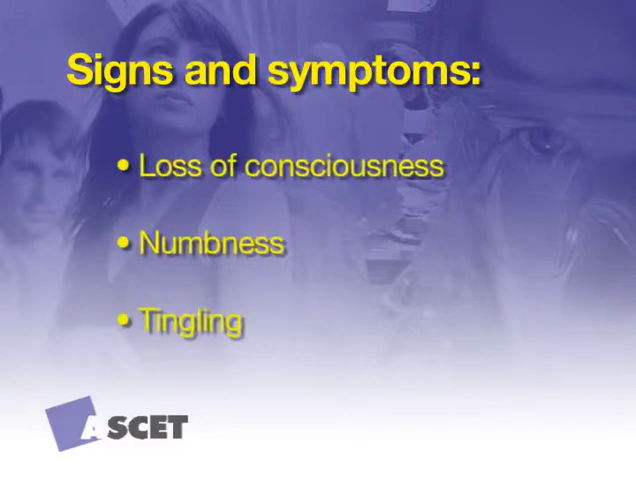 Signs and symptoms:
• Loss of consciousness
• Numbness
• Tingling
ASCET